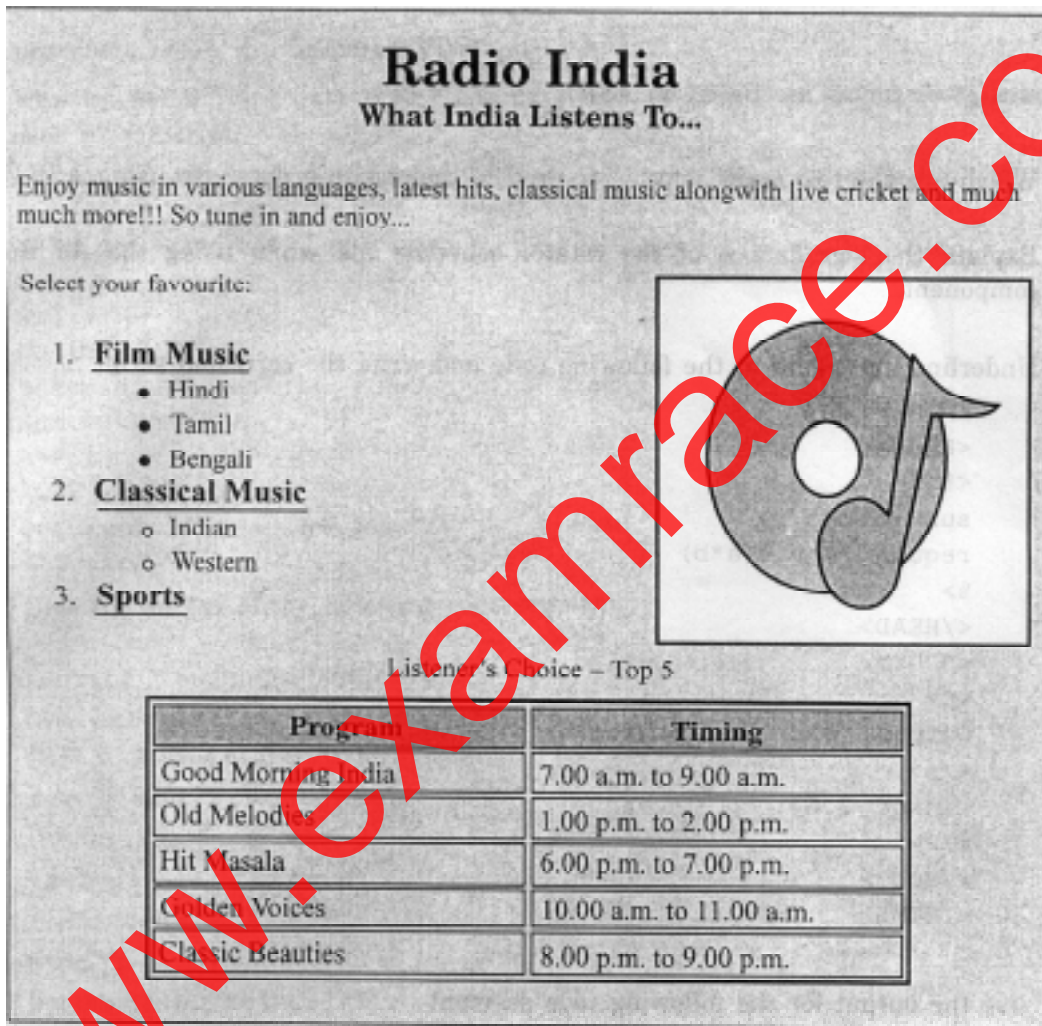 Radio India
What India Listens To...
Enjoy music in various languages, latest hits, classical music alongwith live cricket and much
much more!!! So tune in and enjoy...
Select your favourite:
1. Film Music
• Hindi
• Tamil
• Bengali
2. Classical Music
o Indian
o Western
3. Sports
Listener's Choice – Top 5
Program Timing
Good Morning India 7.00 a.m. to 9.00 a.m.
Old Melodies 1.00 p.m. to 2.00 p.m.
Hit Masala 6.00 p.m. to 7.00 p.m.
Golden Voices 10.00 a.m. to 11.00 a.m.
Classic Beauties 8.00 p.m. to 9.00 p.m.
ww.examrace.co